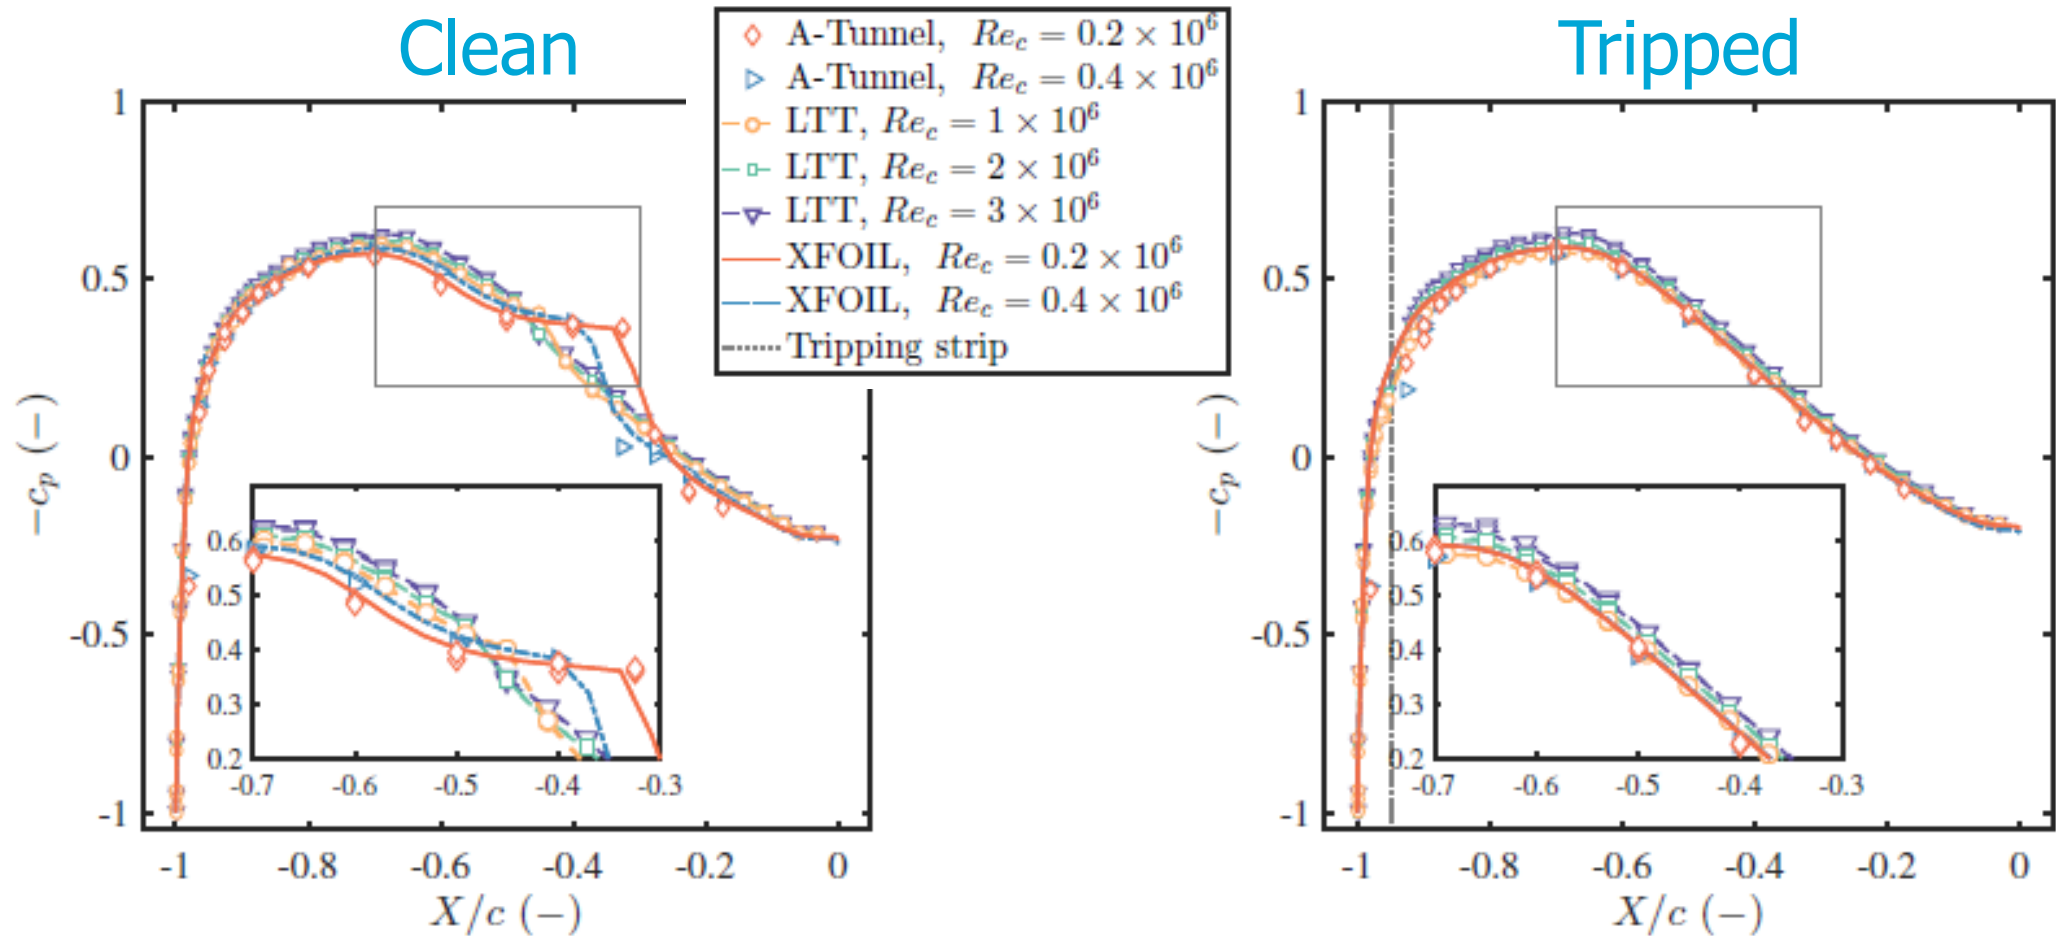 Clean
Tripped
A-Tunnel, Re_c = 0.2 × 10^6
A-Tunnel, Re_c = 0.4 × 10^6
LTT, Re_c = 1 × 10^6
LTT, Re_c = 2 × 10^6
LTT, Re_c = 3 × 10^6
XFOIL, Re_c = 0.2 × 10^6
XFOIL, Re_c = 0.4 × 10^6
Tripping strip
1
0.5
0
-0.5
-1
-c_p (−)
-1 -0.8 -0.6 -0.4 -0.2 0
X/c (−)
0.6
0.5
0.4
0.3
0.2
-0.7 -0.6 -0.5 -0.4 -0.3
1
0.5
0
-0.5
-1
-c_p (−)
-1 -0.8 -0.6 -0.4 -0.2 0
X/c (−)
0.6
0.5
0.4
0.3
0.2
-0.7 -0.6 -0.5 -0.4 -0.3